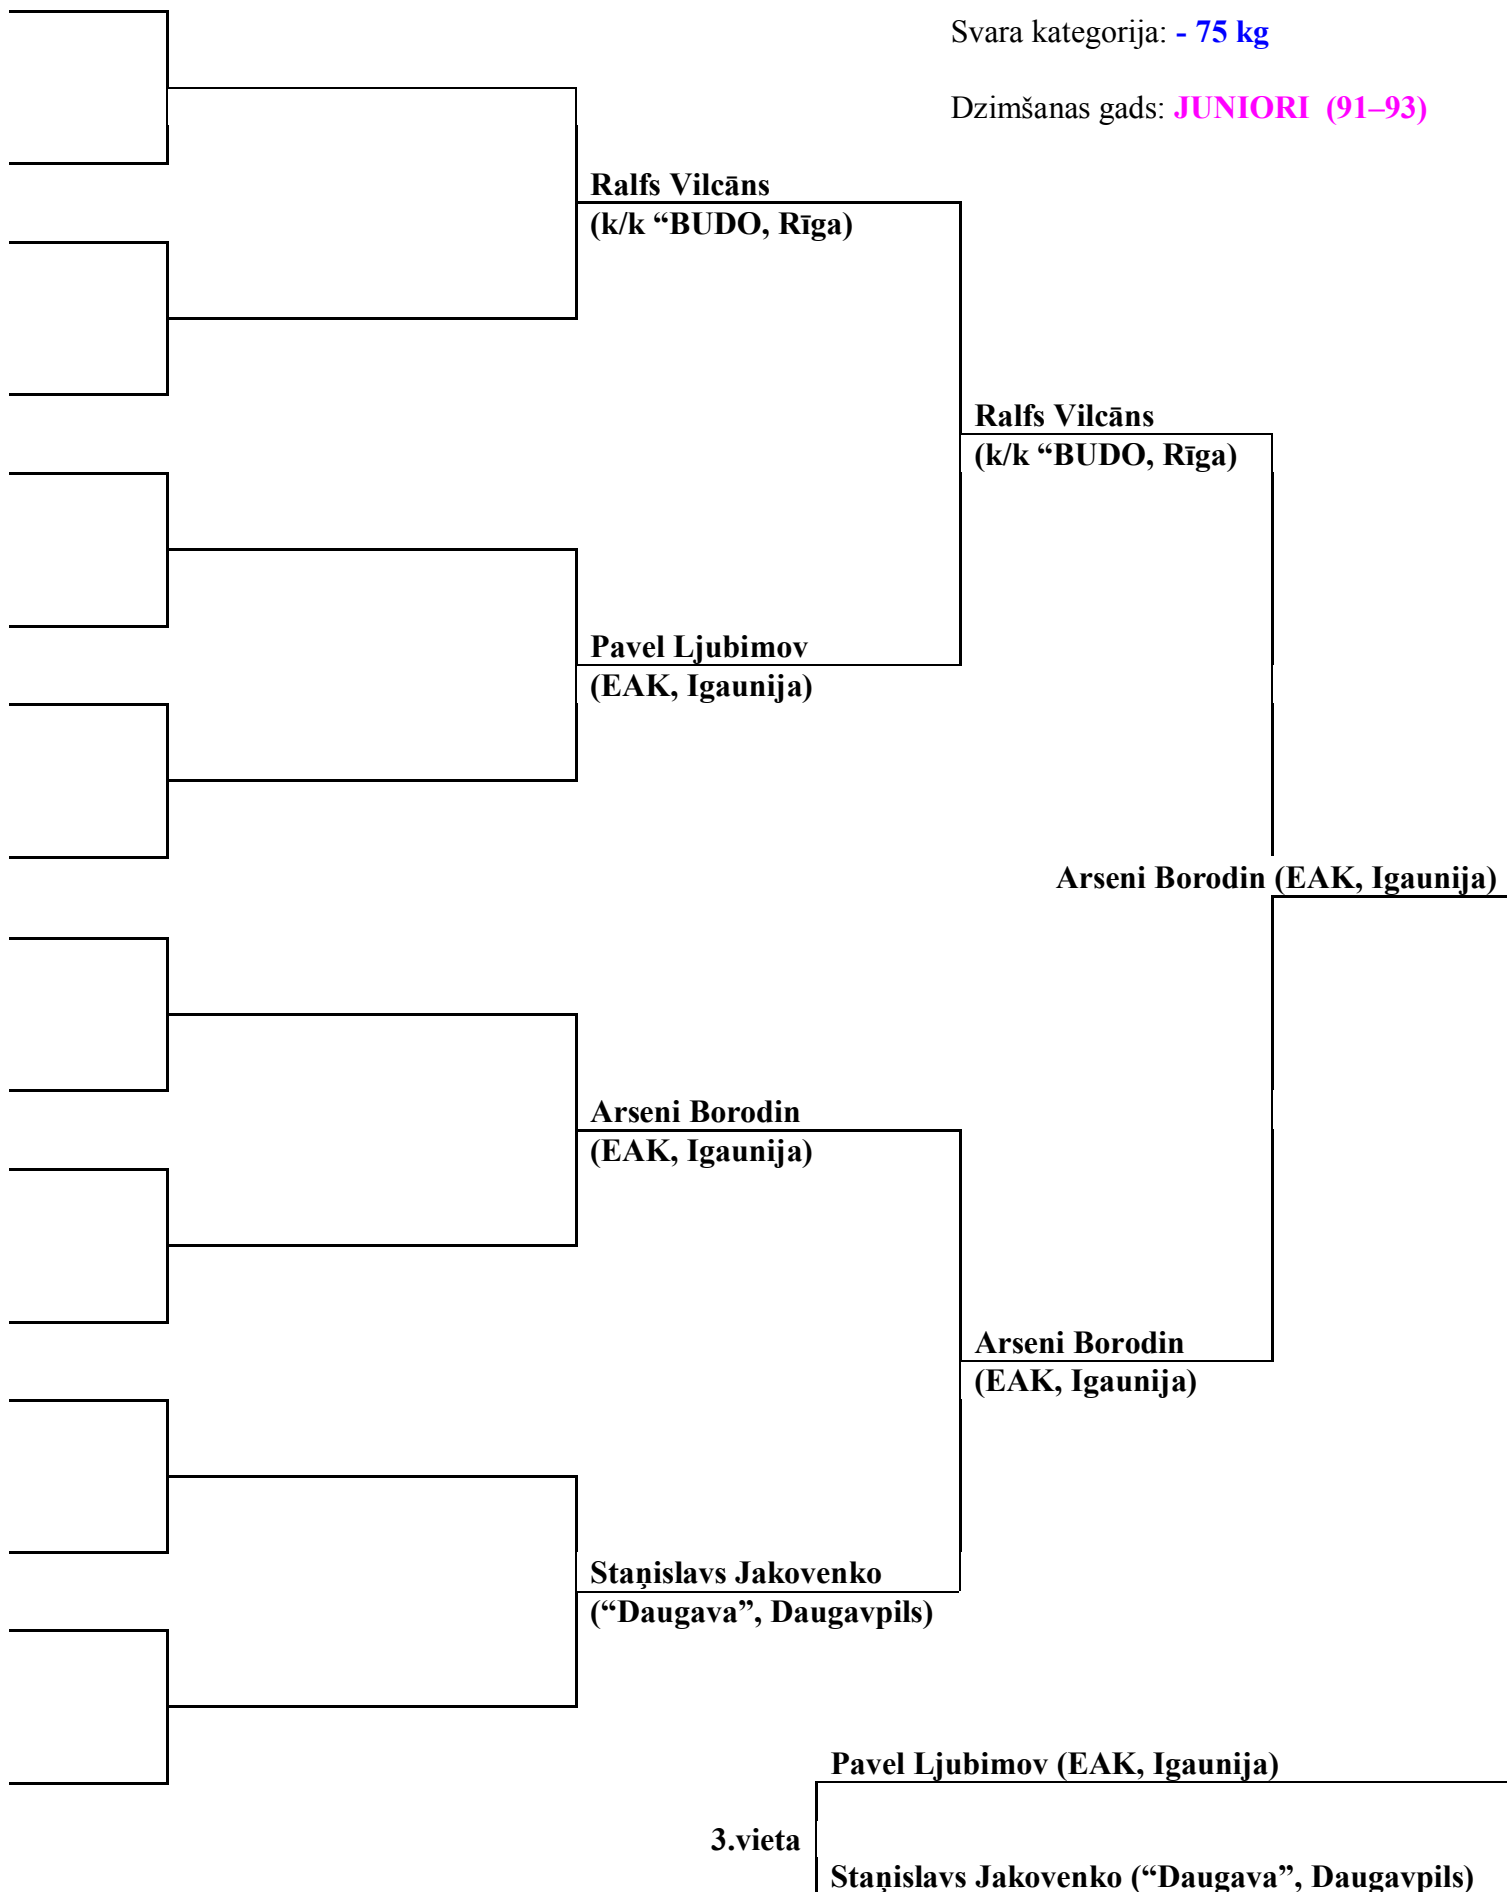 Svara kategorija: - 75 kg
Dzimšanas gads: JUNIORI (91–93)
Ralfs Vilcāns
(k/k “BUDO, Rīga)
Ralfs Vilcāns
(k/k “BUDO, Rīga)
Pavel Ljubimov
(EAK, Igaunija)
Arseni Borodin (EAK, Igaunija)
Arseni Borodin
(EAK, Igaunija)
Arseni Borodin
(EAK, Igaunija)
Staņislavs Jakovenko
(“Daugava”, Daugavpils)
Pavel Ljubimov (EAK, Igaunija)
3.vieta
Staņislavs Jakovenko (“Daugava”, Daugavpils)